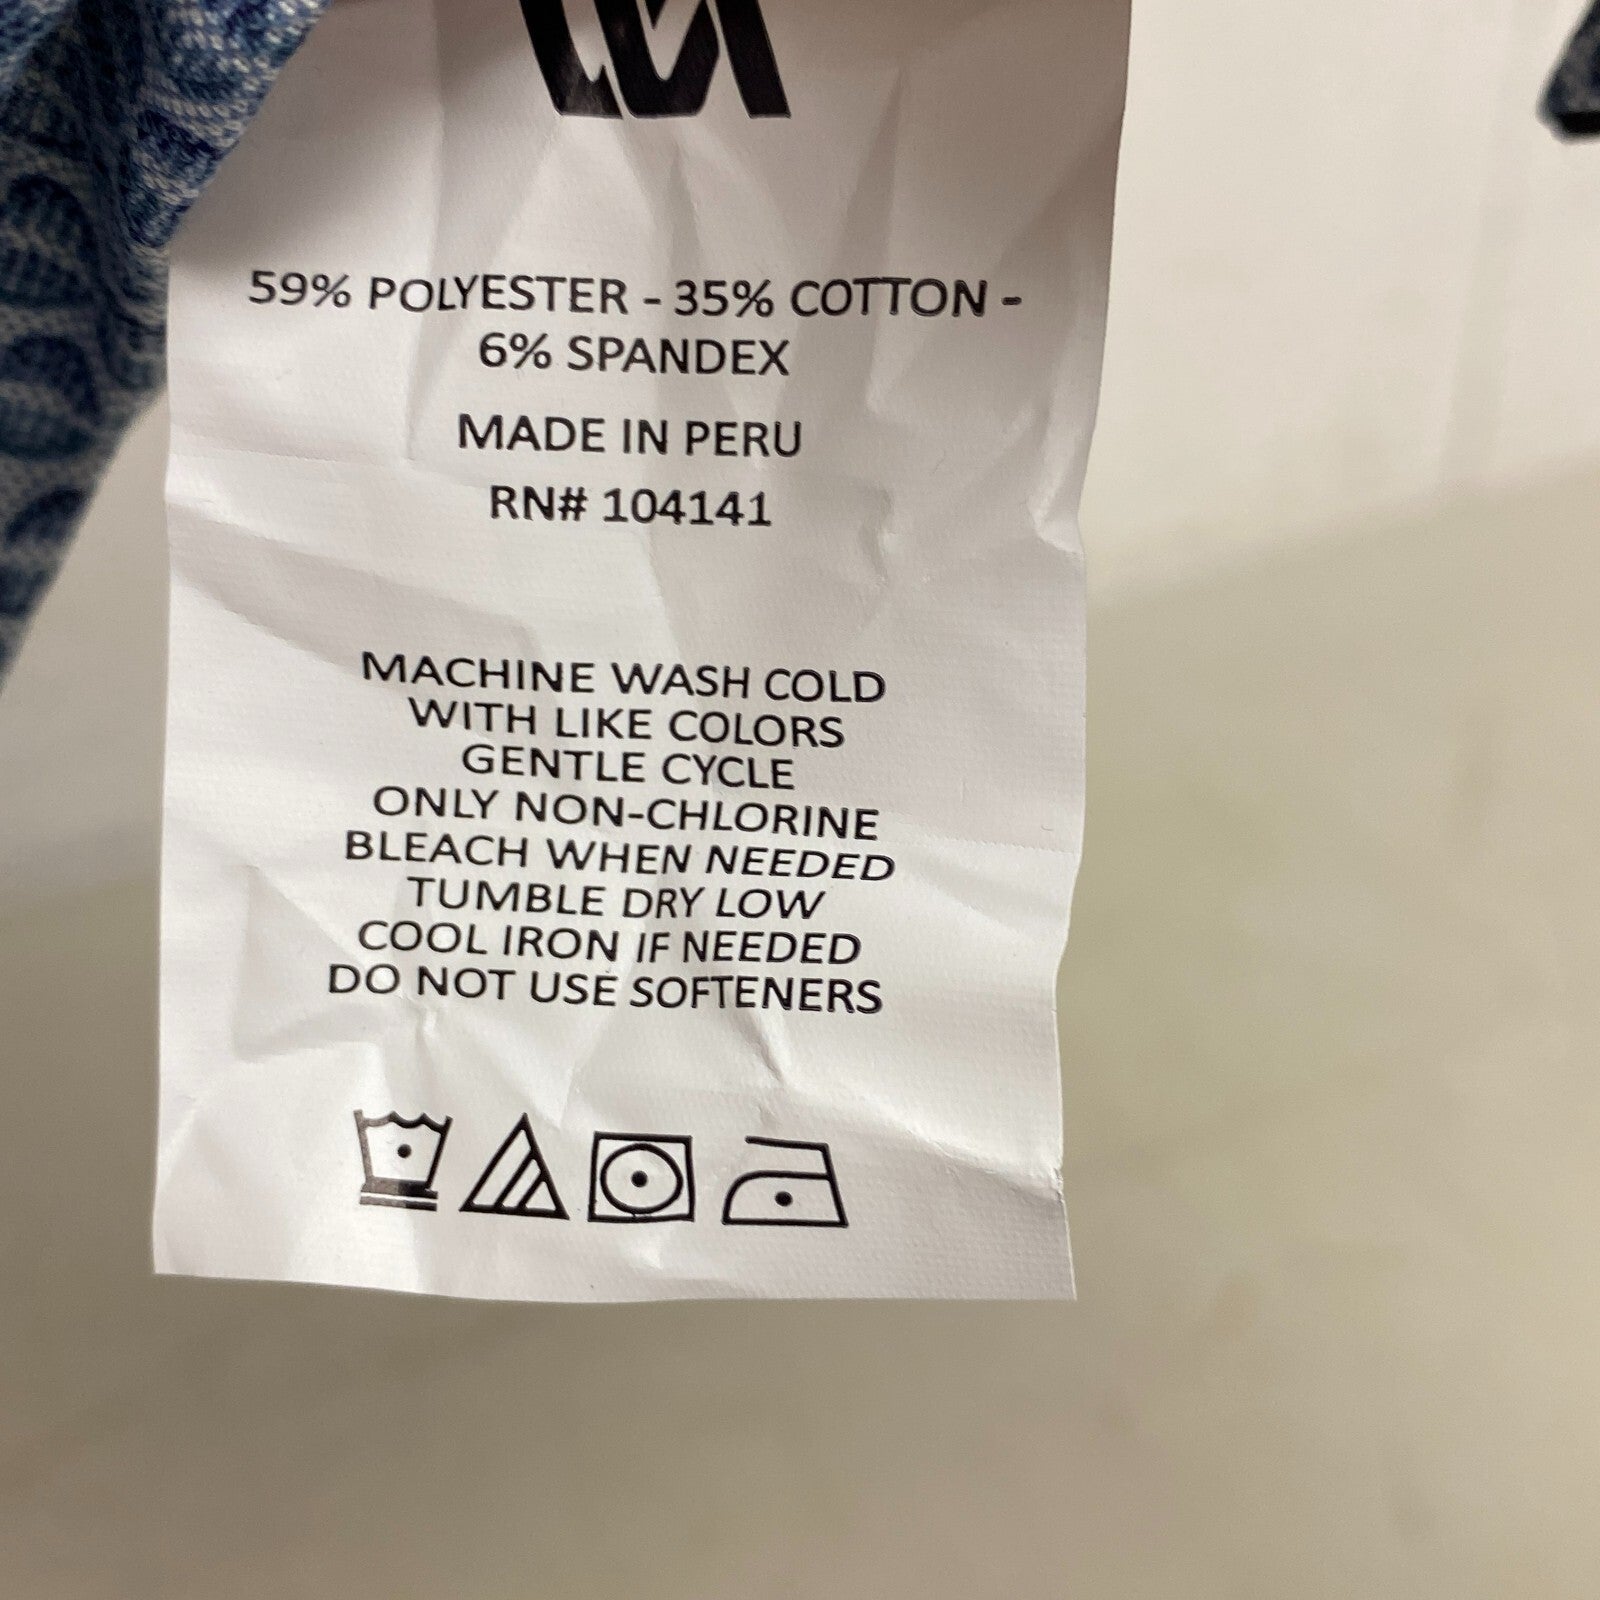 59% POLYESTER - 35% COTTON -
6% SPANDEX
MADE IN PERU
RN# 104141
MACHINE WASH COLD
WITH LIKE COLORS
GENTLE CYCLE
ONLY NON-CHLORINE
BLEACH WHEN NEEDED
TUMBLE DRY LOW
COOL IRON IF NEEDED
DO NOT USE SOFTENERS